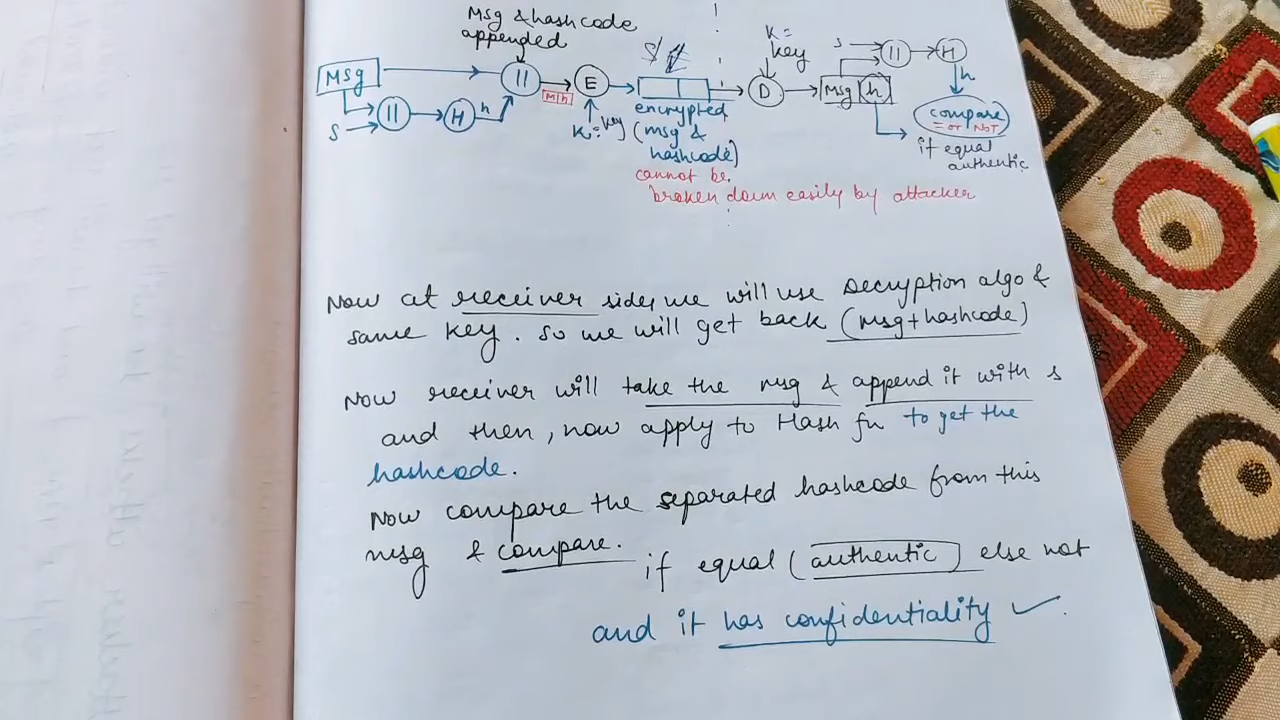 Msg & hashcode
appended
Msg
S
||
H
h
||
M|h
E
K = key
encrypted
(msg &
hashcode)
cannot be
broken down easily by attacker
K =
key
D
Msg h
S
||
H
h
compare
= or NOT
if equal
authentic
Now at receiver side, we will use Decryption algo &
same key. So we will get back (msg+hashcode)
Now receiver will take the msg & append it with s
and then, now apply to Hash fn to get the
hashcode.
Now compare the separated hashcode from this
msg & compare. if equal (authentic) else not
and it has confidentiality ✓.